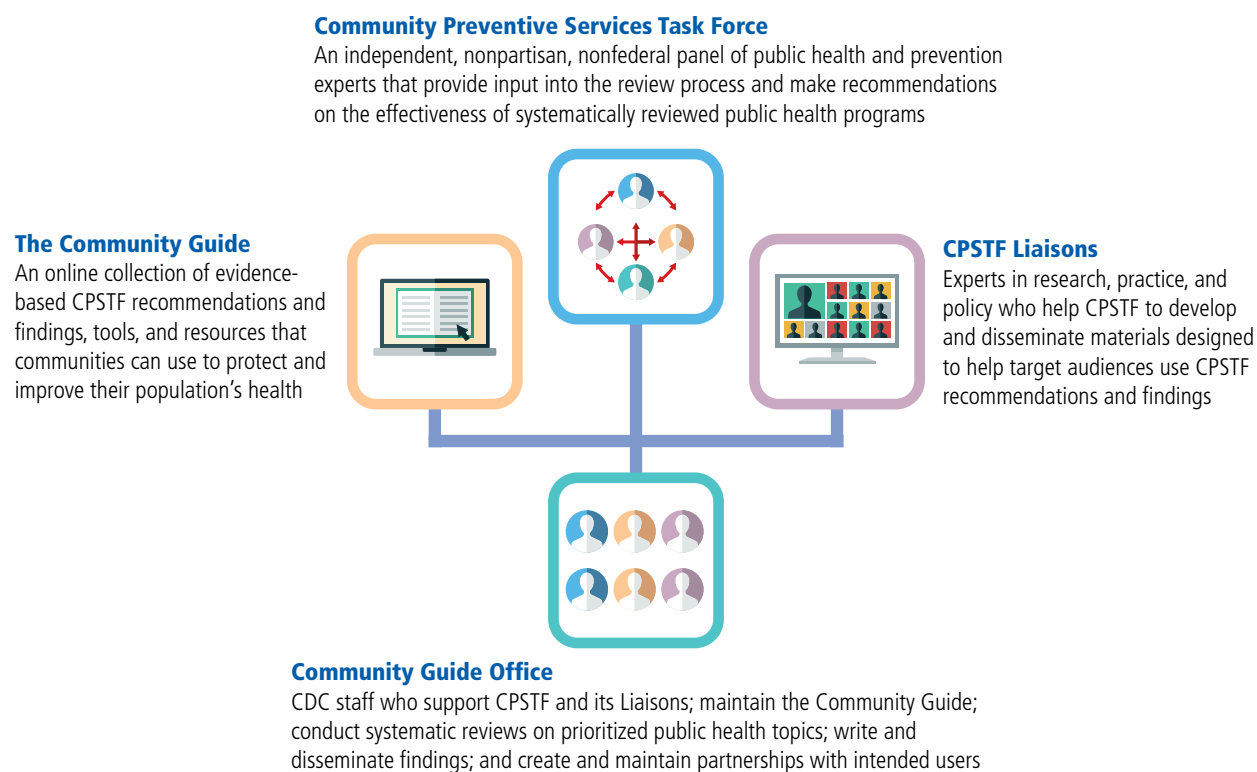 Community Preventive Services Task Force
An independent, nonpartisan, nonfederal panel of public health and prevention
experts that provide input into the review process and make recommendations
on the effectiveness of systematically reviewed public health programs
The Community Guide
An online collection of evidence-
based CPSTF recommendations and
findings, tools, and resources that
communities can use to protect and
improve their population’s health
CPSTF Liaisons
Experts in research, practice, and
policy who help CPSTF to develop
and disseminate materials designed
to help target audiences use CPSTF
recommendations and findings
Community Guide Office
CDC staff who support CPSTF and its Liaisons; maintain the Community Guide;
conduct systematic reviews on prioritized public health topics; write and
disseminate findings; and create and maintain partnerships with intended users